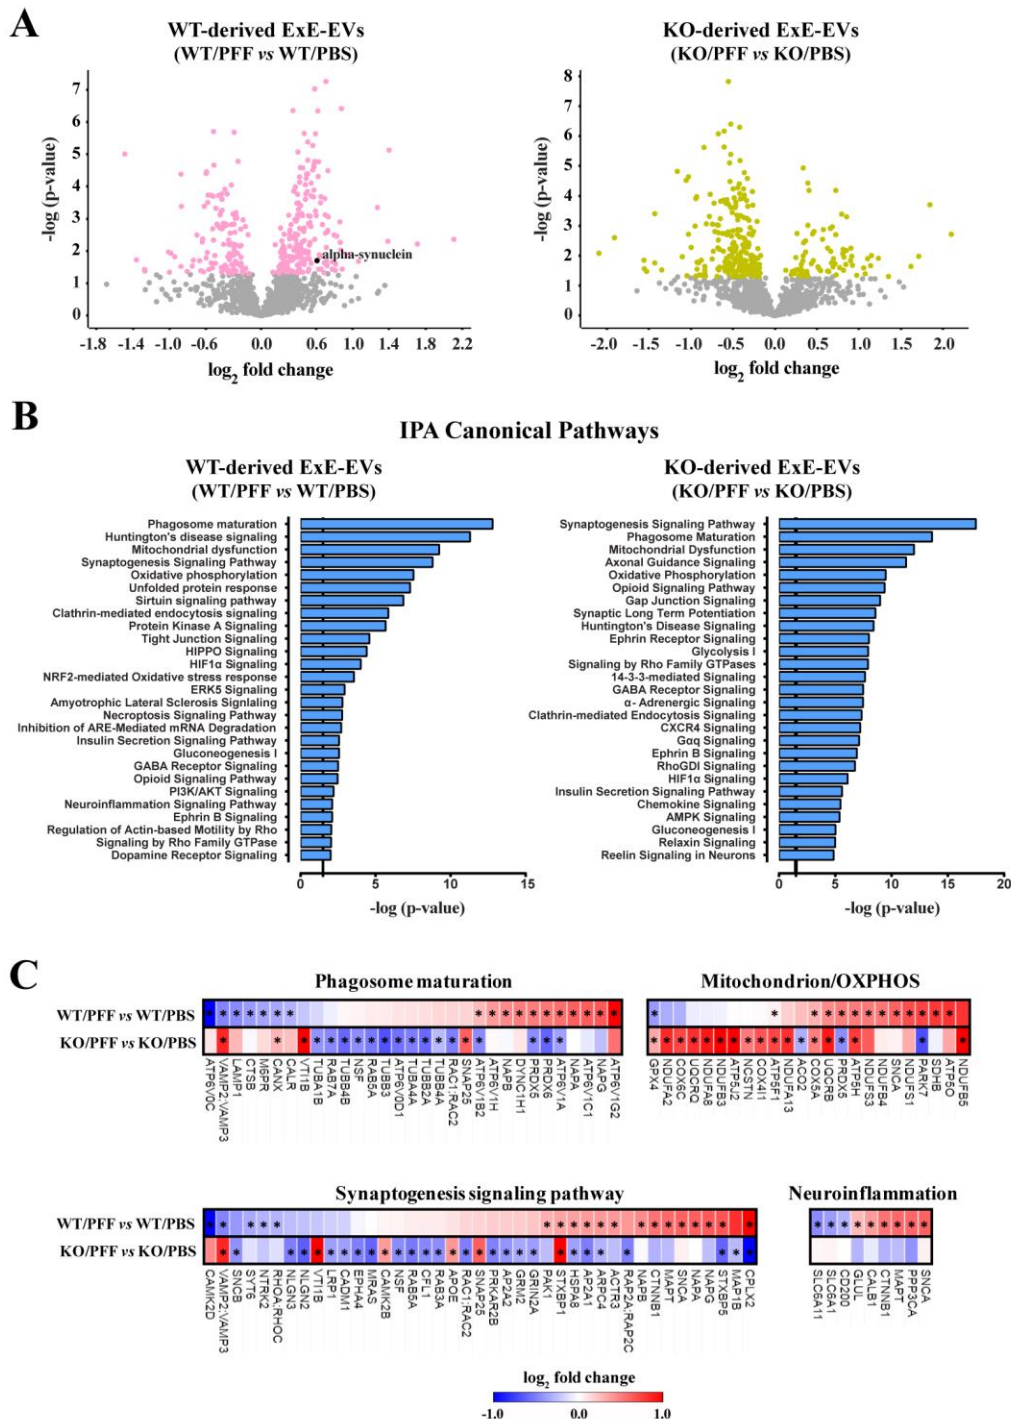 A
WT-derived ExE-EVs
(WT/PFF vs WT/PBS)
KO-derived ExE-EVs
(KO/PFF vs KO/PBS)
-log (p-value)
7
6
5
4
3
2
1
0
alpha-synuclein
-1.8 -1.4 -1.0 -0.6 -0.2 0.2 0.6 1.0 1.4 1.8 2.2
log2 fold change
-log (p-value)
8
7
6
5
4
3
2
1
0
-2.0 -1.5 -1.0 -0.5 0.0 0.5 1.0 1.5 2.0
log2 fold change
B
IPA Canonical Pathways
WT-derived ExE-EVs
(WT/PFF vs WT/PBS)
Phagosome maturation
Huntington's disease signaling
Mitochondrial dysfunction
Synaptogenesis Signaling Pathway
Oxidative phosphorylation
Unfolded protein response
Sirtuin signaling pathway
Clathrin-mediated endocytosis signaling
Protein Kinase A Signaling
Tight Junction Signaling
HIPPO Signaling
HIF1α Signaling
NRF2-mediated Oxidative stress response
ERK5 Signaling
Amyotrophic Lateral Sclerosis Signlaling
Necroptosis Signaling Pathway
Inhibition of ARE-Mediated mRNA Degradation
Insulin Secretion Signaling Pathway
Gluconeogenesis I
GABA Receptor Signaling
Opioid Signaling Pathway
PI3K/AKT Signaling
Neuroinflammation Signaling Pathway
Ephrin B Signaling
Regulation of Actin-based Motility by Rho
Signaling by Rho Family GTPase
Dopamine Receptor Signaling
0 5 10 15
-log (p-value)
KO-derived ExE-EVs
(KO/PFF vs KO/PBS)
Synaptogenesis Signaling Pathway
Phagosome Maturation
Mitochondrial Dysfunction
Axonal Guidance Signaling
Oxidative Phosphorylation
Opioid Signaling Pathway
Gap Junction Signaling
Synaptic Long Term Potentiation
Huntington's Disease Signaling
Ephrin Receptor Signaling
Glycolysis I
Signaling by Rho Family GTPases
14-3-3-mediated Signaling
GABA Receptor Signaling
α- Adrenergic Signaling
Clathrin-mediated Endocytosis Signaling
CXCR4 Signaling
Gαq Signaling
Ephrin B Signaling
RhoGDI Signaling
HIF1α Signaling
Insulin Secretion Signaling Pathway
Chemokine Signaling
AMPK Signaling
Gluconeogenesis I
Relaxin Signaling
Reelin Signaling in Neurons
0 5 10 15 20
-log (p-value)
C
Phagosome maturation
WT/PFF vs WT/PBS
KO/PFF vs KO/PBS
ATP6V/0C
VAMP2;VAMP3
LAMP1
CTSB
M6PR
CANX
CALR
VTI1B
TUBA1B
RAB7A
TUBB4B
NSF
RAB5A
TUBB3
ATP6V0D1
TUBA4A
TUBB2A
TUBB4A
RAC1;RAC2
SNAP25
ATP6V1B2
ATP6V1H
NAPB
DYNC1H1
PRDX5
PRDX6
ATP6V1A
NAPA
ATP6V1C1
NAPG
ATP6V1G2
Mitochondrion/OXPHOS
GPX4
NDUFA2
COX6C
UQCRQ
NDUFA8
NDUFB3
ATP5J2
NCSTN
COX4I1
ATP5F1
NDUFA13
ACO2
COX5A
UQCRB
PRDX5
ATP5H
NDUFS3
NDUFB4
SNCA
NDUFS1
PARK7
SDHB
ATP5O
NDUFB5
Synaptogenesis signaling pathway
WT/PFF vs WT/PBS
KO/PFF vs KO/PBS
CAMK2D
VAMP2;VAMP3
SNCB
SYT6
NTRK2
RHOA;RHOC
NLGN3
NLGN2
VTI1B
LRP1
CADM1
EPHA4
MRAS
CAMK2B
NSF
RAB5A
CFL1
RAB3A
APOE
RAC1;RAC2
SNAP25
PRKAR2B
AP2A2
GRM2
GRIN2A
PAK1
STXBP1
HSPA8
AP2A1
ARPC4
ACTR3
RAP2A;RAP2C
NAPB
CTNNB1
MAPT
SNCA
NAPA
NAPG
STXBP5
MAP1B
CPLX2
Neuroinflammation
SLC6A11
SLC6A1
CD200
GLUL
CALB1
CTNNB1
MAPT
PPP3CA
SNCA
log2 fold change
-1.0 0.0 1.0